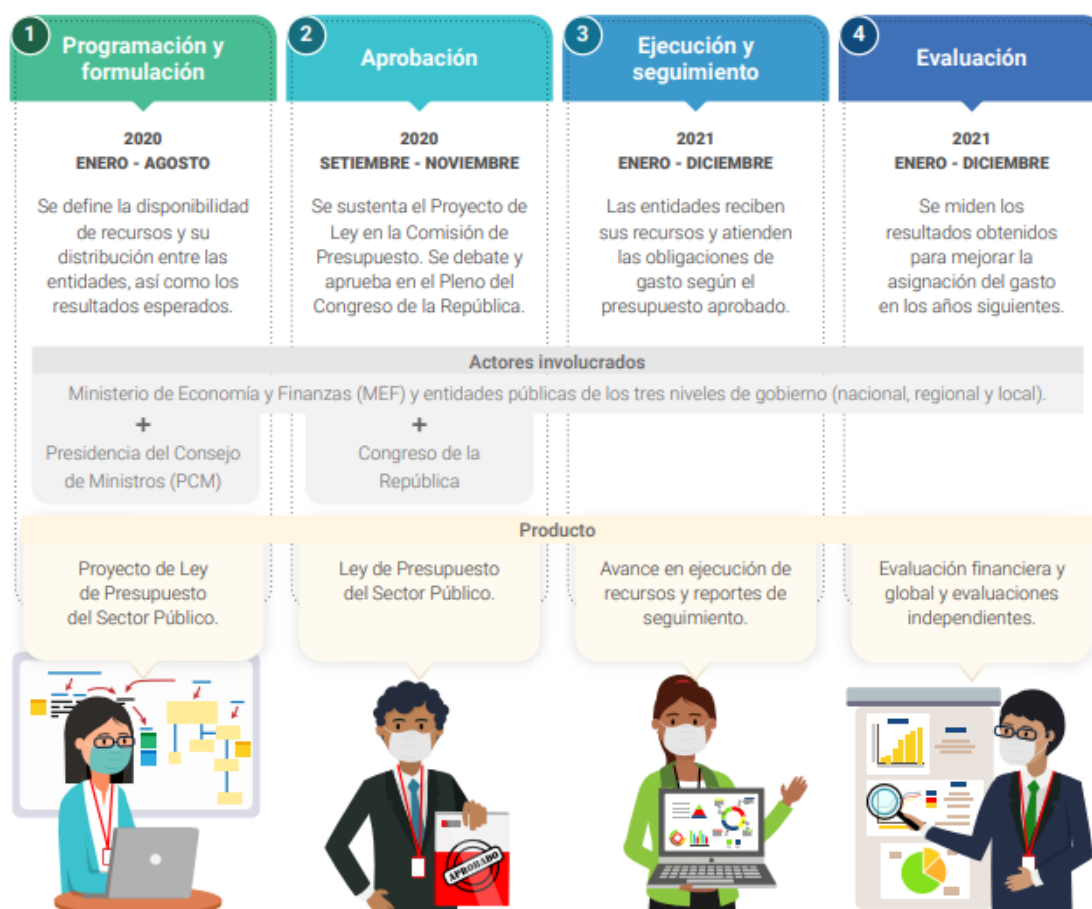 1
Programación y
formulación
2020
ENERO - AGOSTO
Se define la disponibilidad
de recursos y su
distribución entre las
entidades, así como los
resultados esperados.
2
Aprobación
2020
SETIEMBRE - NOVIEMBRE
Se sustenta el Proyecto de
Ley en la Comisión de
Presupuesto. Se debate y
aprueba en el Pleno del
Congreso de la República.
3
Ejecución y
seguimiento
2021
ENERO - DICIEMBRE
Las entidades reciben
sus recursos y atienden
las obligaciones de
gasto según el
presupuesto aprobado.
4
Evaluación
2021
ENERO - DICIEMBRE
Se miden los
resultados obtenidos
para mejorar la
asignación del gasto
en los años siguientes.
Actores involucrados
Ministerio de Economía y Finanzas (MEF) y entidades públicas de los tres niveles de gobierno (nacional, regional y local).
+
Presidencia del Consejo
de Ministros (PCM)
+
Congreso de la
República
Producto
Proyecto de Ley
de Presupuesto
del Sector Público.
Ley de Presupuesto
del Sector Público.
Avance en ejecución de
recursos y reportes de
seguimiento.
Evaluación financiera y
global y evaluaciones
independientes.
APROBADO